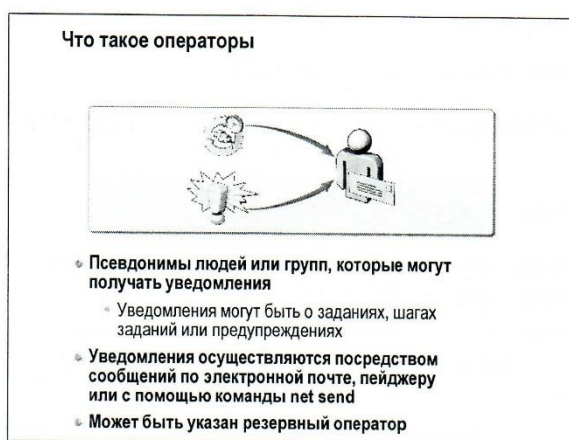 Что такое операторы
Псевдонимы людей или групп, которые могут
получать уведомления
Уведомления могут быть о заданиях, шагах
заданий или предупреждениях
Уведомления осуществляются посредством
сообщений по электронной почте, пейджеру
или с помощью команды net send
Может быть указан резервный оператор